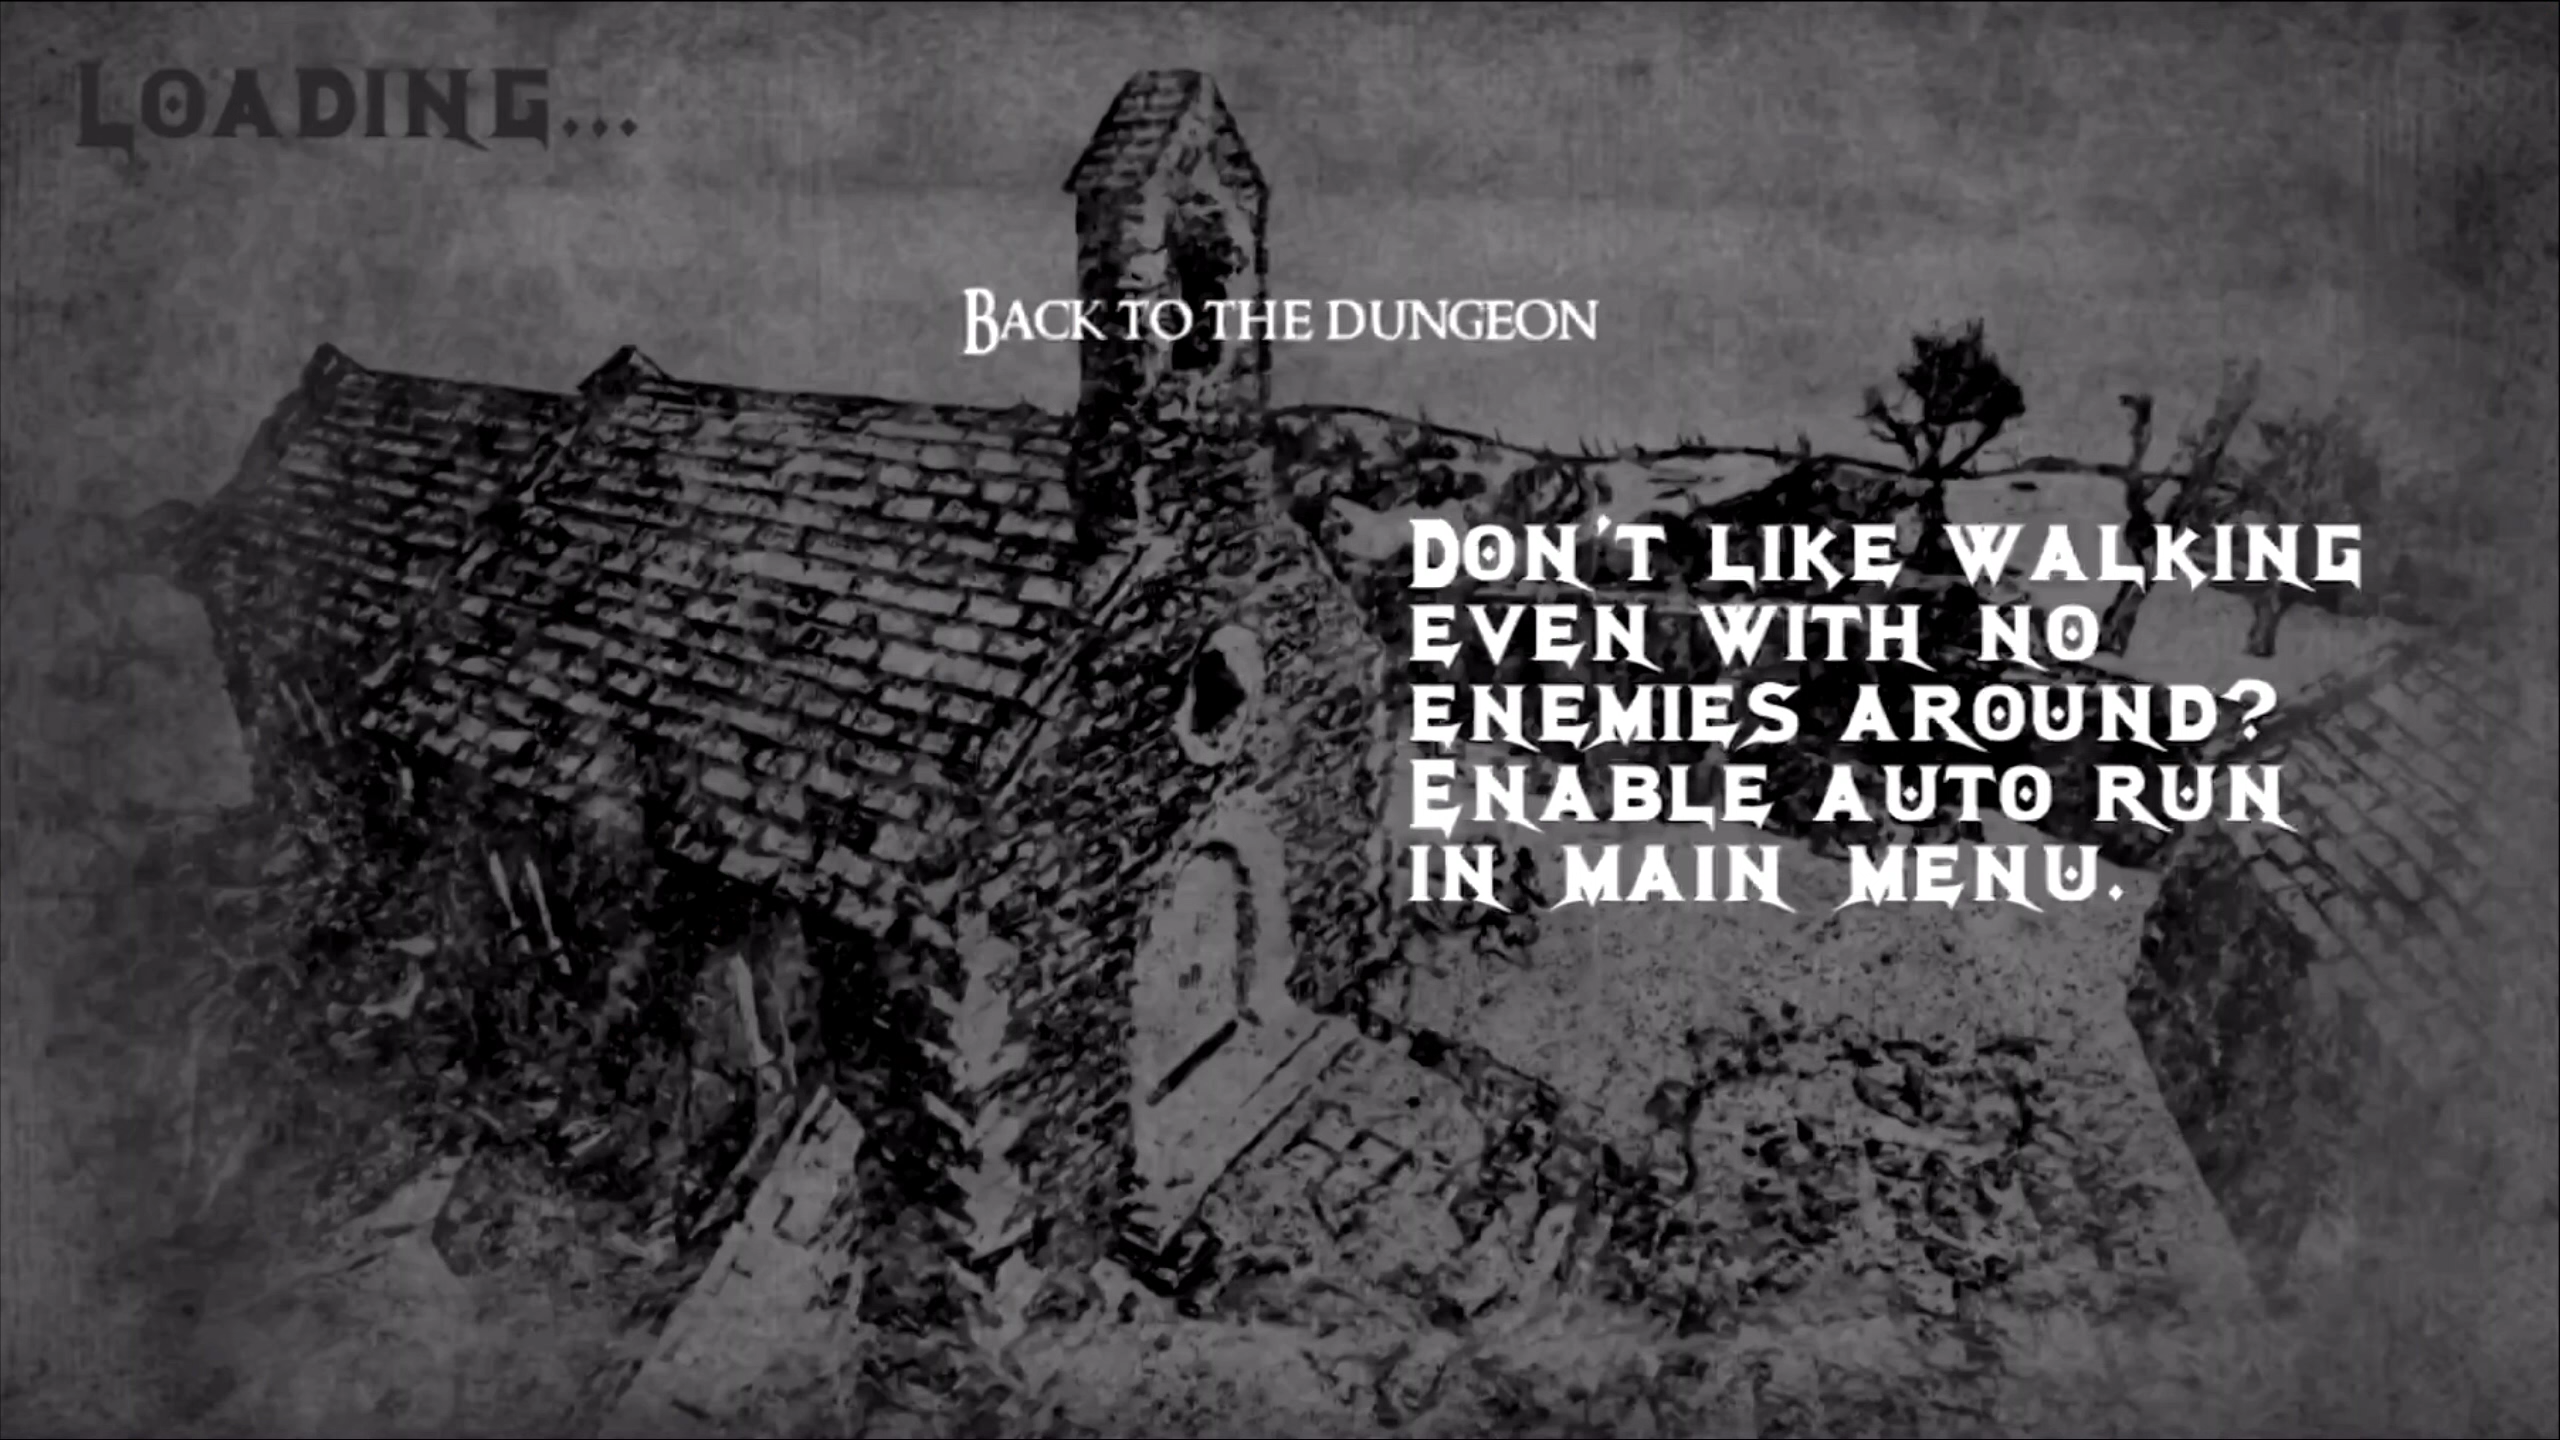 Loading...
Back to the dungeon
Don't like walking
even with no
enemies around?
Enable auto run
in main menu.